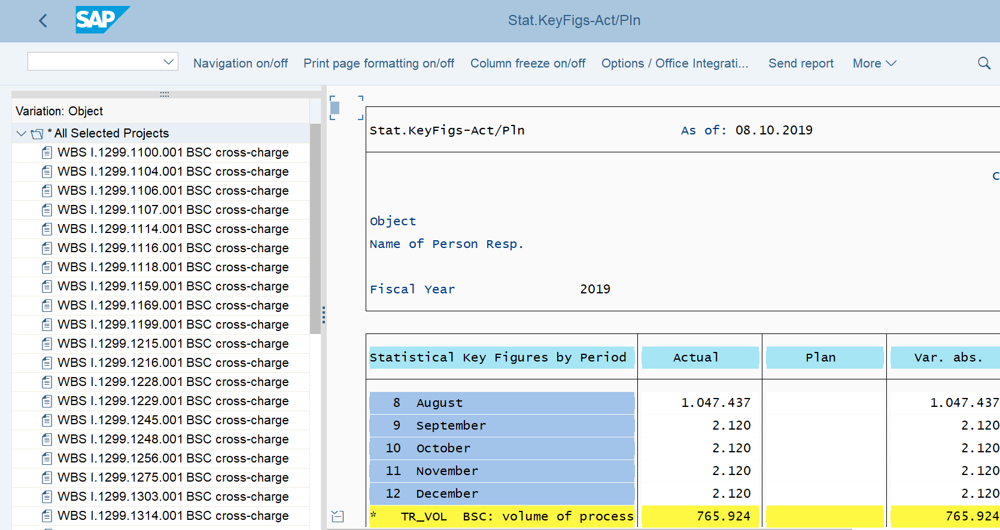 SAP
Stat.KeyFigs-Act/Pln
Navigation on/off Print page formatting on/off Column freeze on/off Options / Office Integrati... Send report More
Variation: Object
* All Selected Projects
WBS I.1299.1100.001 BSC cross-charge
WBS I.1299.1104.001 BSC cross-charge
WBS I.1299.1106.001 BSC cross-charge
WBS I.1299.1107.001 BSC cross-charge
WBS I.1299.1114.001 BSC cross-charge
WBS I.1299.1116.001 BSC cross-charge
WBS I.1299.1118.001 BSC cross-charge
WBS I.1299.1159.001 BSC cross-charge
WBS I.1299.1169.001 BSC cross-charge
WBS I.1299.1199.001 BSC cross-charge
WBS I.1299.1215.001 BSC cross-charge
WBS I.1299.1216.001 BSC cross-charge
WBS I.1299.1228.001 BSC cross-charge
WBS I.1299.1229.001 BSC cross-charge
WBS I.1299.1245.001 BSC cross-charge
WBS I.1299.1248.001 BSC cross-charge
WBS I.1299.1256.001 BSC cross-charge
WBS I.1299.1275.001 BSC cross-charge
WBS I.1299.1303.001 BSC cross-charge
WBS I.1299.1314.001 BSC cross-charge
Stat.KeyFigs-Act/Pln As of: 08.10.2019
Object
Name of Person Resp.
Fiscal Year 2019
Statistical Key Figures by Period Actual Plan Var. abs.
8 August 1.047.437 1.047.437
9 September 2.120 2.120
10 October 2.120 2.120
11 November 2.120 2.120
12 December 2.120 2.120
* TR_VOL BSC: volume of process 765.924 765.924